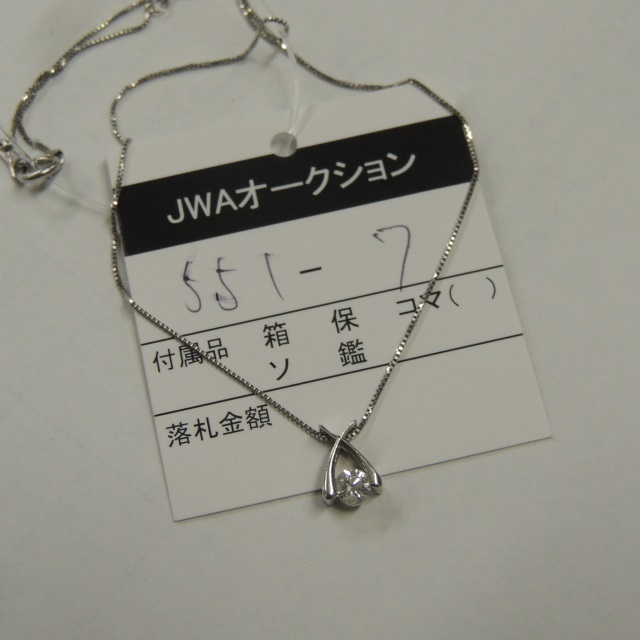 JWAオークション
551-7
付属品 箱 保 コマ( )
ソ 鑑
落札金額